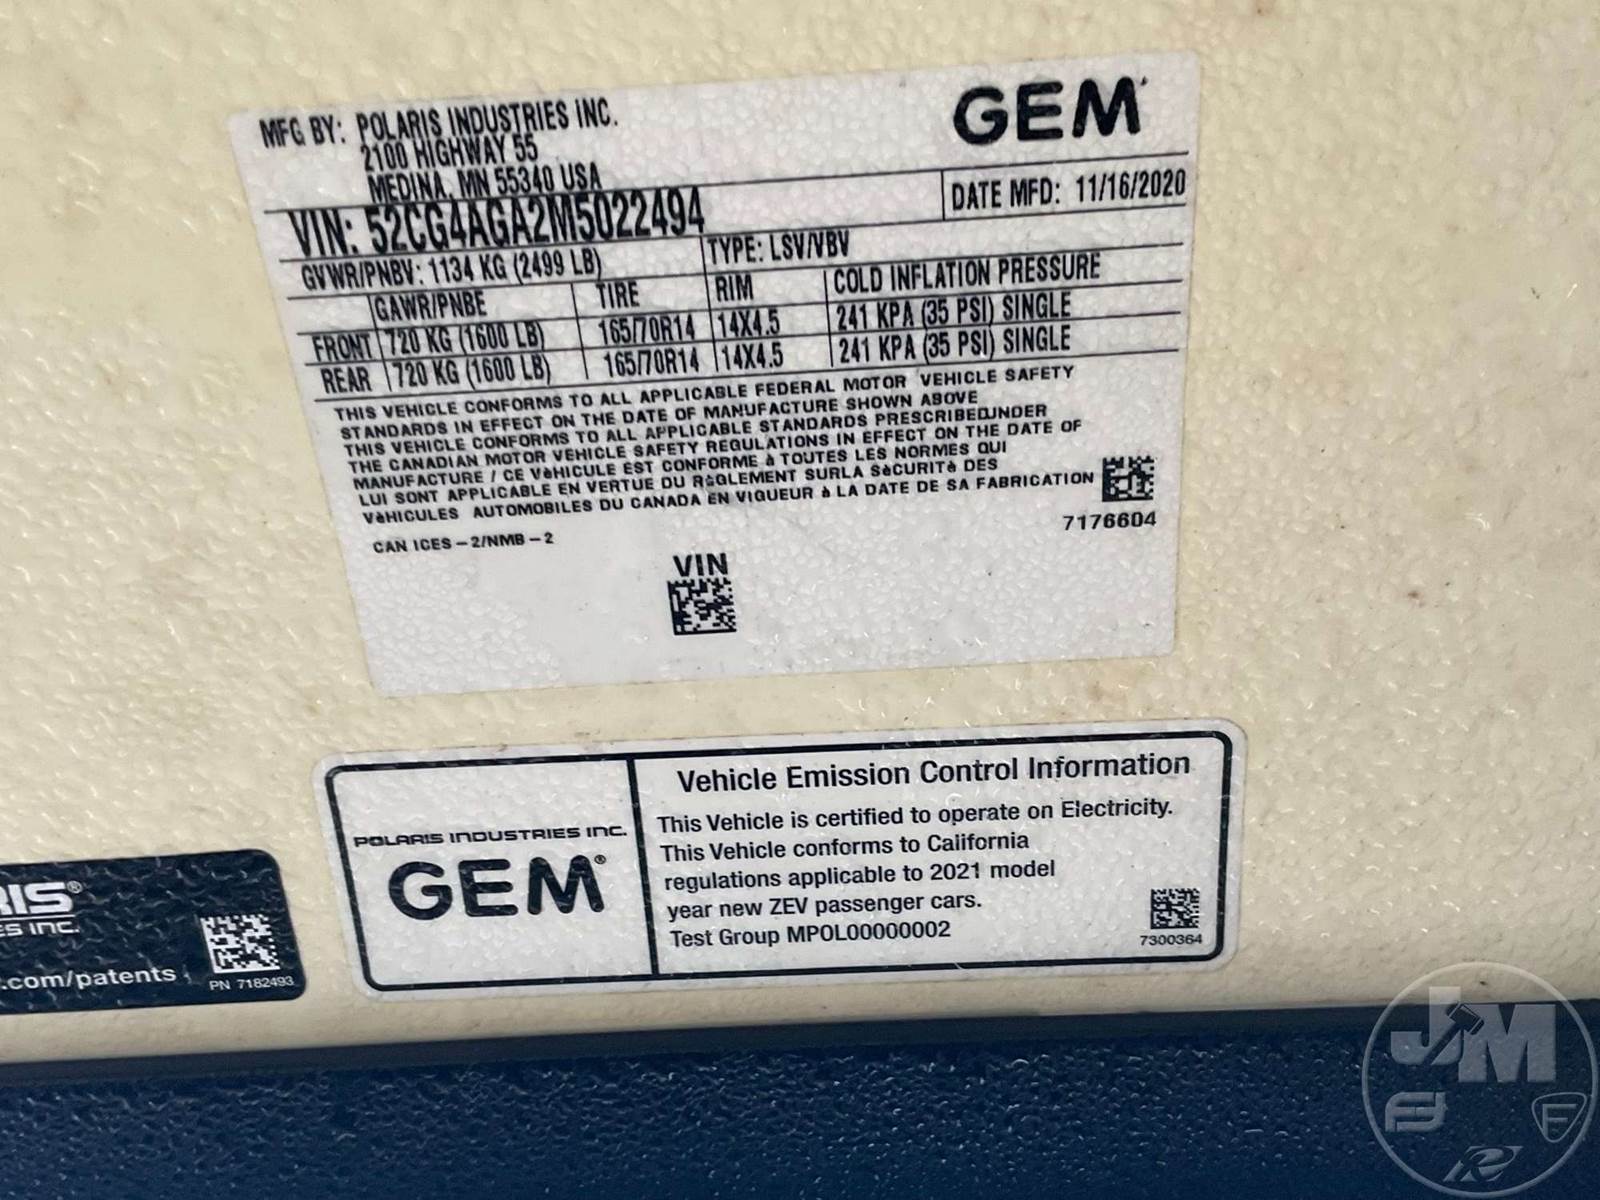 MFG BY: POLARIS INDUSTRIES INC.
2100 HIGHWAY 55
MEDINA, MN 55340 USA
GEM
VIN: 52CG4AGA2M5022494
DATE MFD: 11/16/2020
GVWR/PNBV: 1134 KG (2499 LB)
TYPE: LSV/VBV
GAWR/PNBE TIRE RIM COLD INFLATION PRESSURE
FRONT 720 KG (1600 LB) 165/70R14 14X4.5 241 KPA (35 PSI) SINGLE
REAR 720 KG (1600 LB) 165/70R14 14X4.5 241 KPA (35 PSI) SINGLE
THIS VEHICLE CONFORMS TO ALL APPLICABLE FEDERAL MOTOR VEHICLE SAFETY
STANDARDS IN EFFECT ON THE DATE OF MANUFACTURE SHOWN ABOVE
THIS VEHICLE CONFORMS TO ALL APPLICABLE STANDARDS PRESCRIBEDUNDER
THE CANADIAN MOTOR VEHICLE SAFETY REGULATIONS IN EFFECT ON THE DATE OF
MANUFACTURE / CE VèHICULE EST CONFORME à TOUTES LES NORMES QUI
LUI SONT APPLICABLE EN VERTUE DU RèGLEMENT SURLA SèCURITè DES
VèHICULES AUTOMOBILES DU CANADA EN VIGUEUR à LA DATE DE SA FABRICATION
7176604
CAN ICES-2/NMB-2
VIN
POLARIS INDUSTRIES INC.
GEM®
Vehicle Emission Control Information
This Vehicle is certified to operate on Electricity.
This Vehicle conforms to California
regulations applicable to 2021 model
year new ZEV passenger cars.
Test Group MP0L00000002
7300364
RIS®
ES INC.
.com/patents
PN 7182493
JM